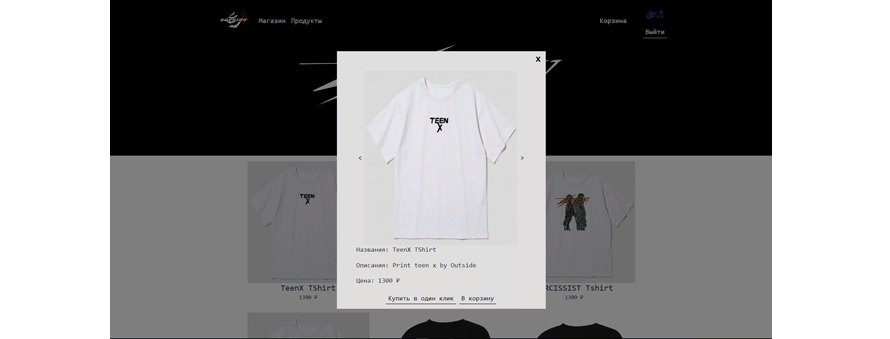 Магазин Продукты
Корзина
Выйти
X
TEEN
X
< >
Названия: TeenX TShirt
Описания: Print teen x by Outside
Цена: 1300 ₽
Купить в один клик В корзину
TEEN
X
TeenX TShirt
1300 ₽
RCISSIST Tshirt
1300 ₽